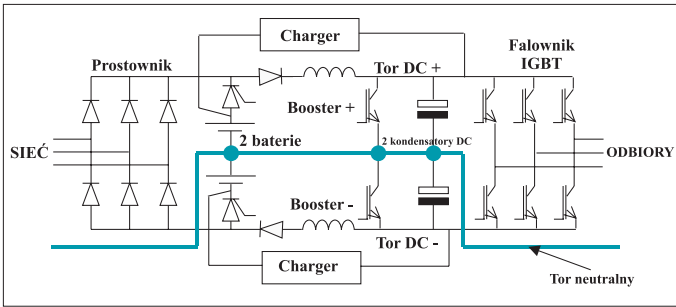 Charger
Prostownik
Tor DC +
Falownik
IGBT
Booster +
SIEĆ
2 baterie
2 kondensatory DC
ODBIORY
Booster -
Tor DC -
Charger
Tor neutralny